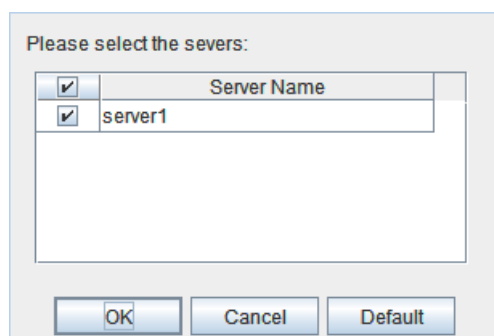 Please select the severs:
Server Name
server1
OK Cancel Default